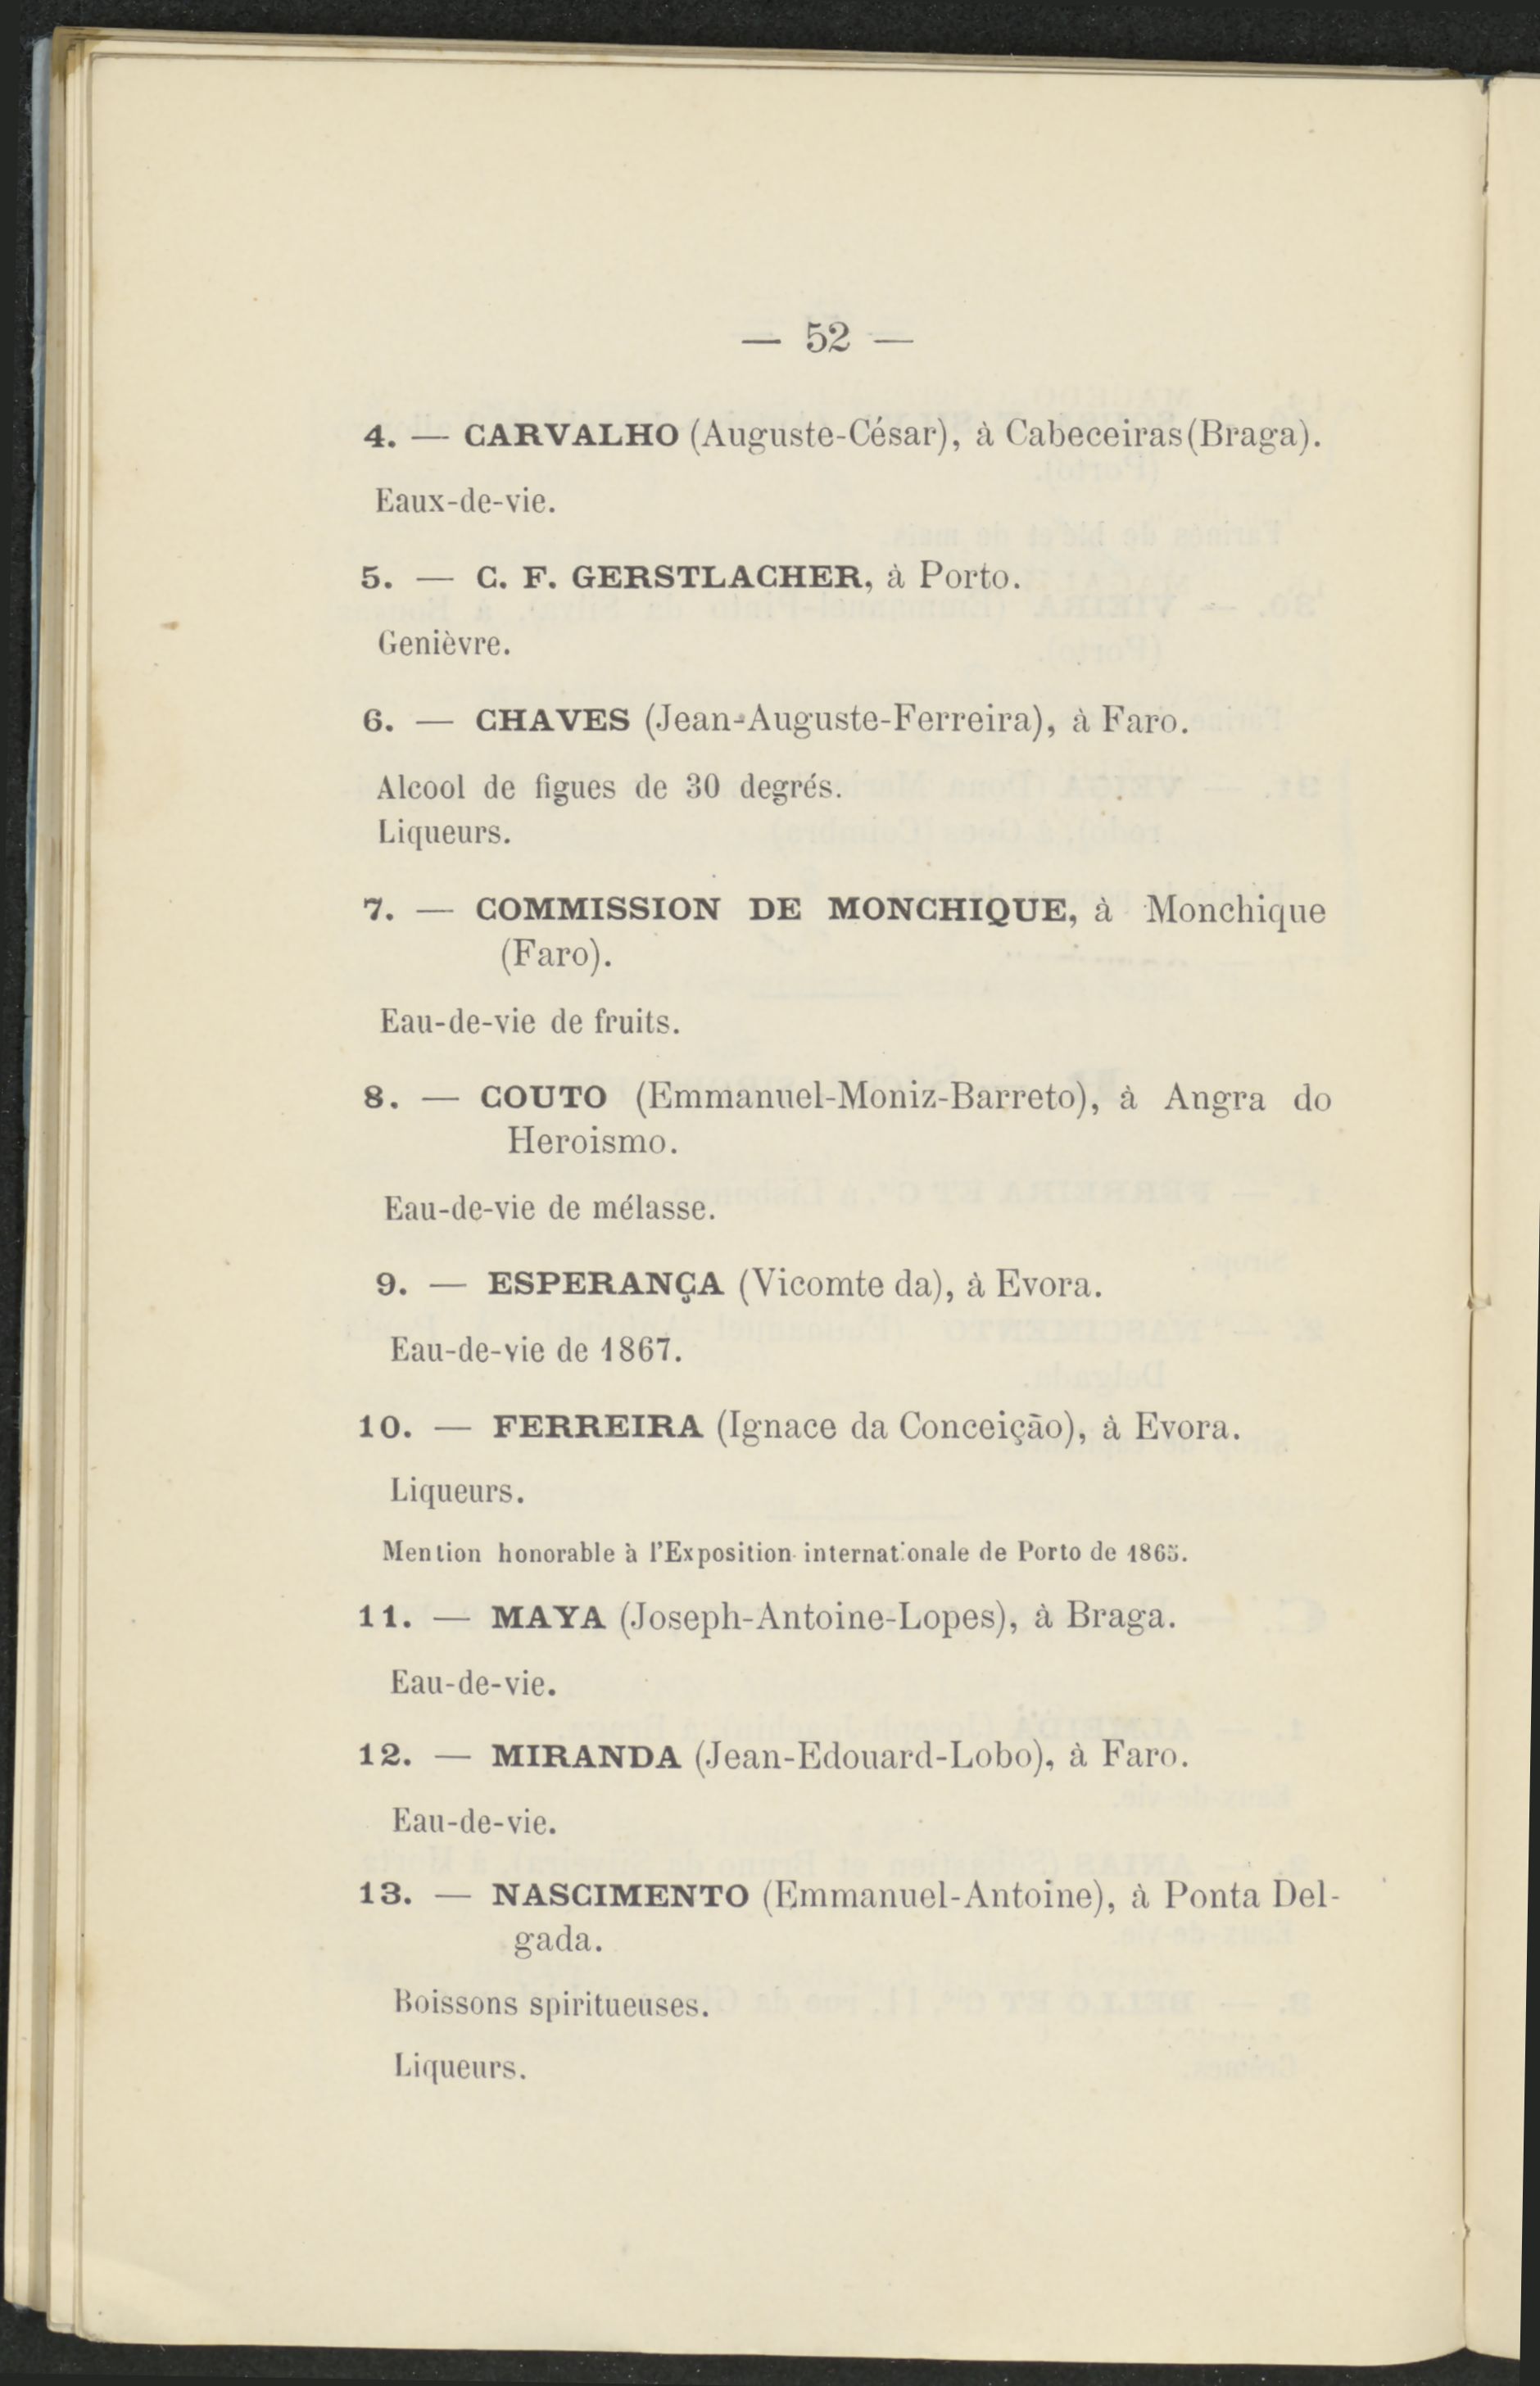 — 52 —
4. — CARVALHO (Auguste-César), à Cabeceiras (Braga).
Eaux-de-vie.
5. — C. F. GERSTLACHER, à Porto.
Genièvre.
6. — CHAVES (Jean-Auguste-Ferreira), à Faro.
Alcool de figues de 30 degrés.
Liqueurs.
7. — COMMISSION DE MONCHIQUE, à Monchique
(Faro).
Eau-de-vie de fruits.
8. — COUTO (Emmanuel-Moniz-Barreto), à Angra do
Heroismo.
Eau-de-vie de mélasse.
9. — ESPERANÇA (Vicomte da), à Evora.
Eau-de-vie de 1867.
10. — FERREIRA (Ignace da Conceição), à Evora.
Liqueurs.
Mention honorable à l'Exposition internationale de Porto de 1865.
11. — MAYA (Joseph-Antoine-Lopes), à Braga.
Eau-de-vie.
12. — MIRANDA (Jean-Edouard-Lobo), à Faro.
Eau-de-vie.
13. — NASCIMENTO (Emmanuel-Antoine), à Ponta Del-
gada.
Boissons spiritueuses.
Liqueurs.